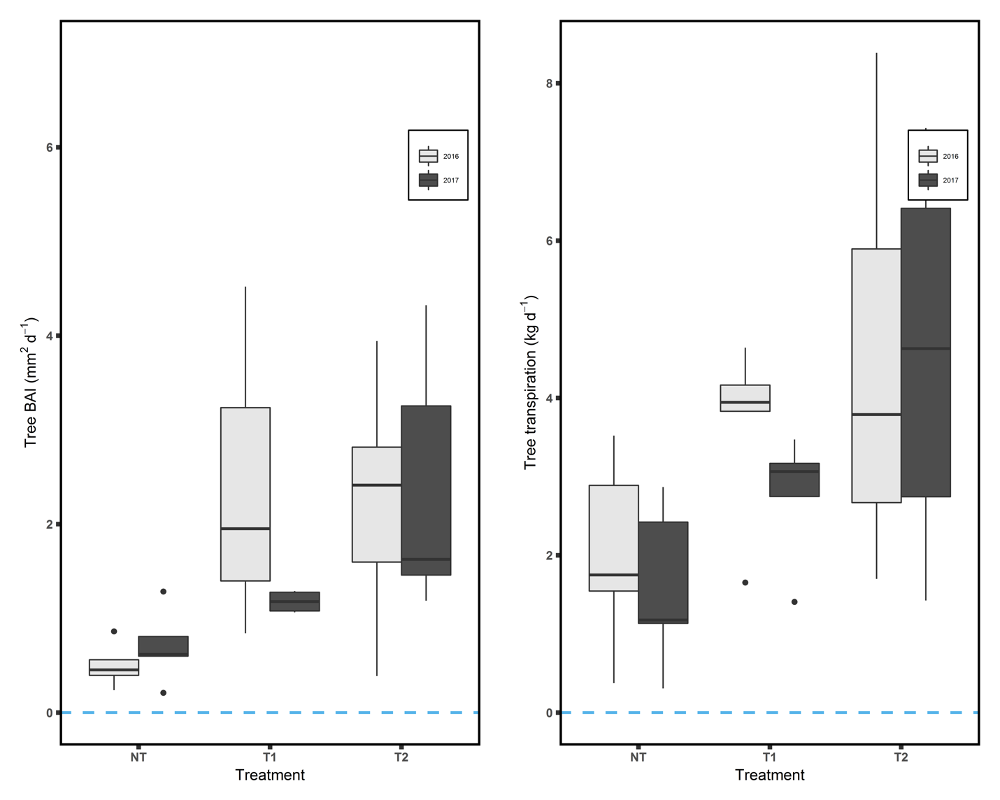 6
4
2
0
Tree BAI (mm² d⁻¹)
2016
2017
NT T1 T2
Treatment
8
6
4
2
0
Tree transpiration (kg d⁻¹)
2016
2017
NT T1 T2
Treatment